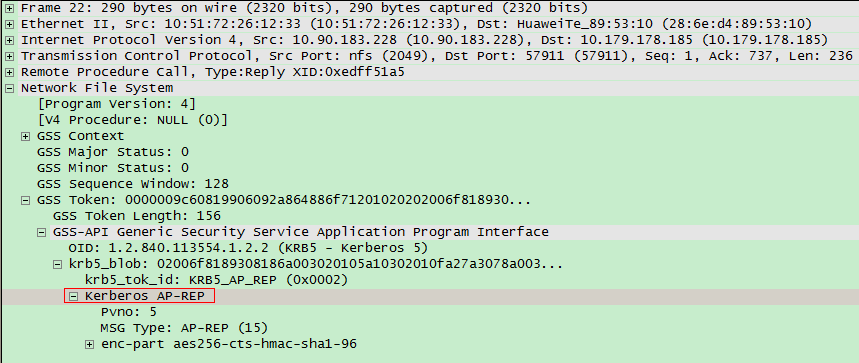 Frame 22: 290 bytes on wire (2320 bits), 290 bytes captured (2320 bits)
Ethernet II, Src: 10:51:72:26:12:33 (10:51:72:26:12:33), Dst: HuaweiTe_89:53:10 (28:6e:d4:89:53:10)
Internet Protocol Version 4, Src: 10.90.183.228 (10.90.183.228), Dst: 10.179.178.185 (10.179.178.185)
Transmission Control Protocol, Src Port: nfs (2049), Dst Port: 57911 (57911), Seq: 1, Ack: 737, Len: 236
Remote Procedure Call, Type:Reply XID:0xedff51a5
Network File System
[Program Version: 4]
[V4 Procedure: NULL (0)]
GSS Context
GSS Major Status: 0
GSS Minor Status: 0
GSS Sequence Window: 128
GSS Token: 0000009c60819906092a864886f71201020202006f818930...
GSS Token Length: 156
GSS-API Generic Security Service Application Program Interface
OID: 1.2.840.113554.1.2.2 (KRB5 - Kerberos 5)
krb5_blob: 02006f8189308186a003020105a10302010fa27a3078a003...
krb5_tok_id: KRB5_AP_REP (0x0002)
Kerberos AP-REP
Pvno: 5
MSG Type: AP-REP (15)
enc-part aes256-cts-hmac-sha1-96